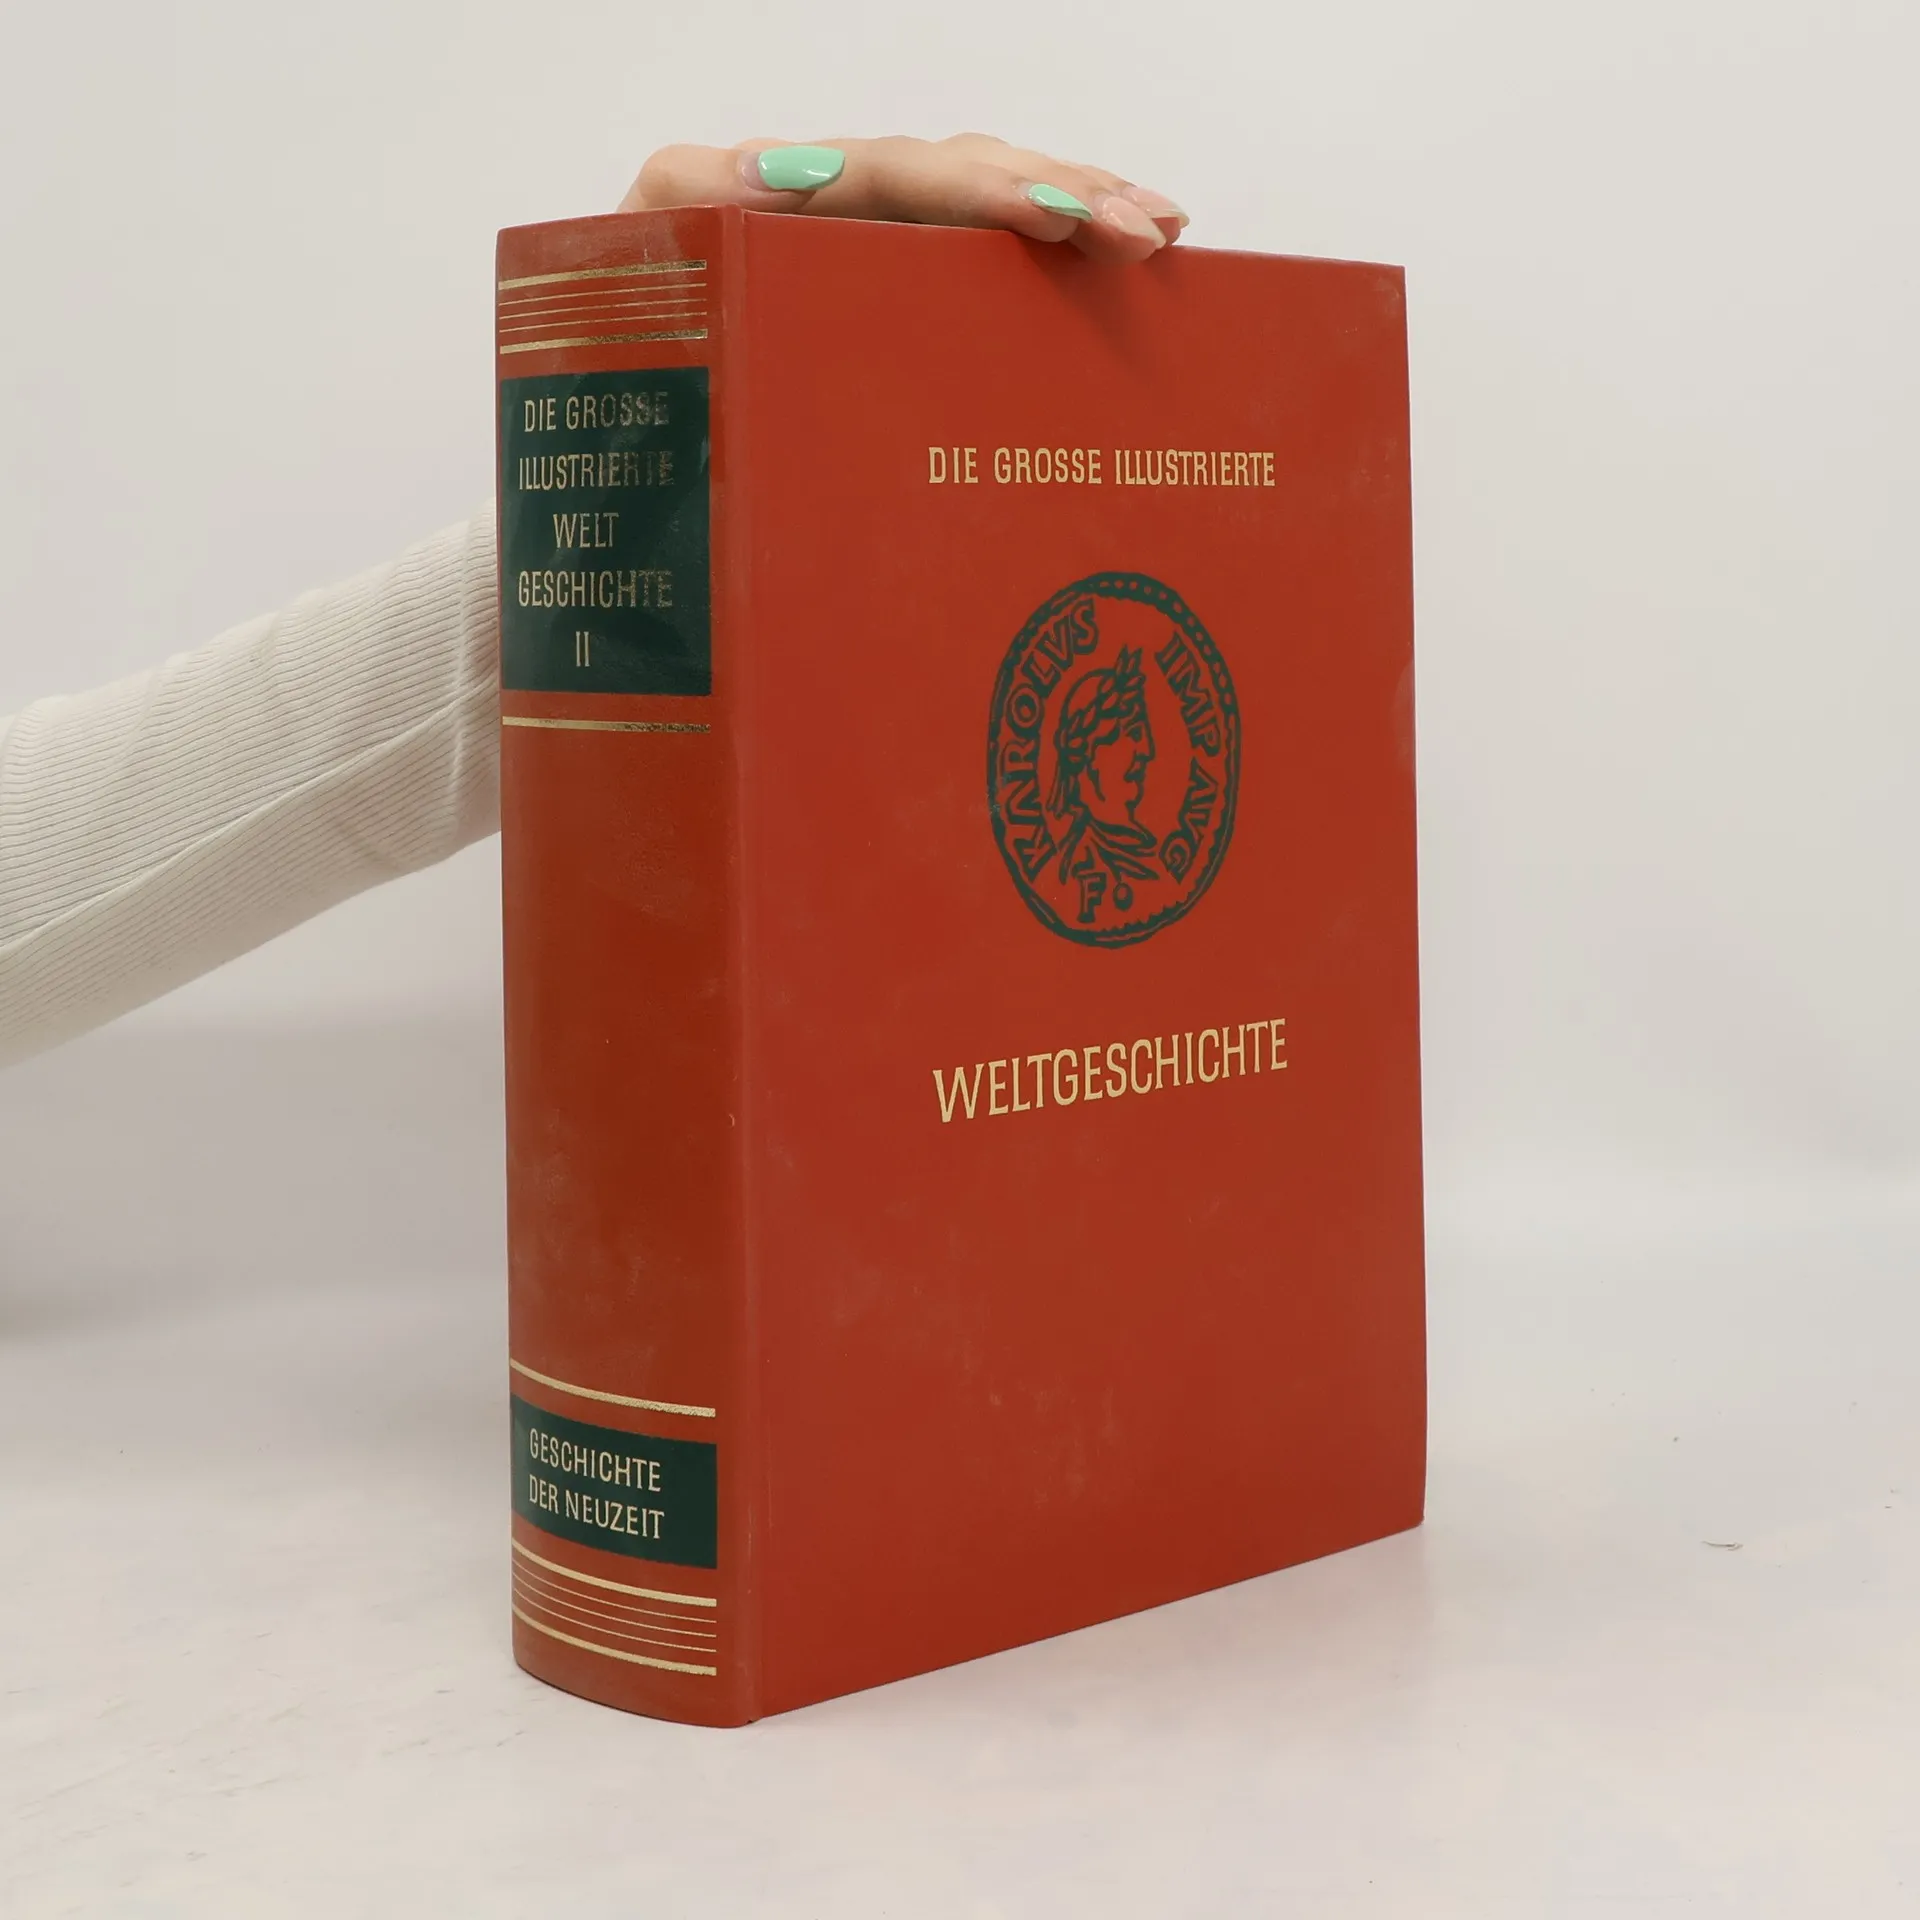 DIE GROSSE
ILLUSTRIERTE
WELT
GESCHICHTE
II
GESCHICHTE
DER NEUZEIT
DIE GROSSE ILLUSTRIERTE
KAROLVS IMP AVG
F.
WELTGESCHICHTE